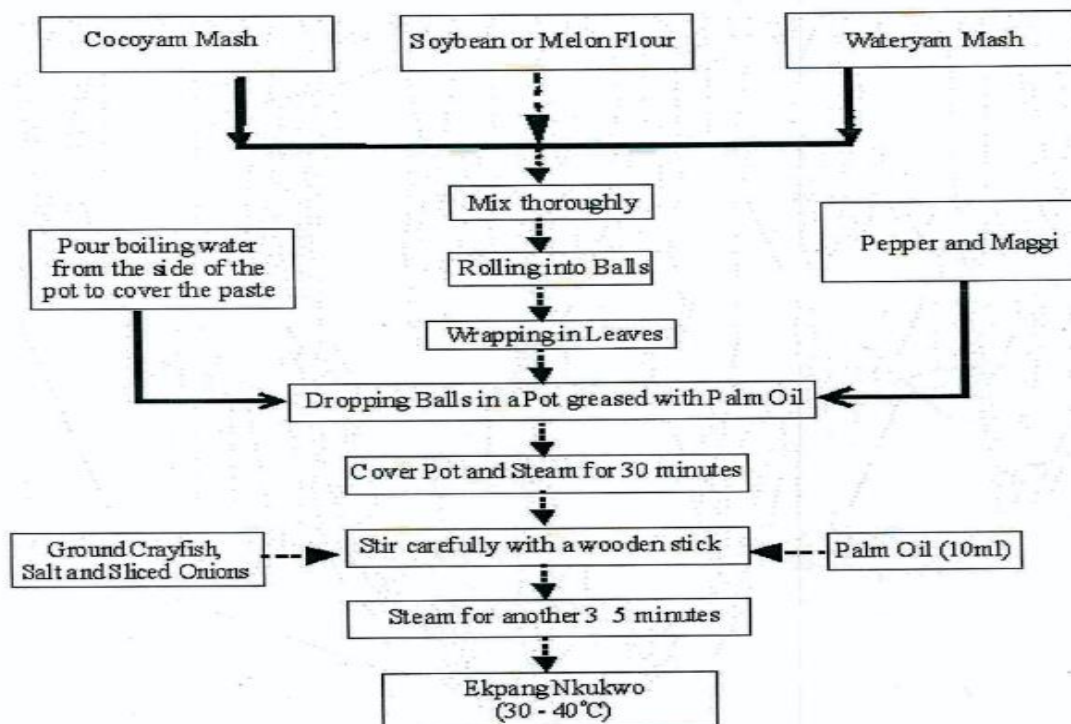 Cocoyam Mash
Soybean or Melon Flour
Wateryam Mash
Mix thoroughly
Pour boiling water
from the side of the
pot to cover the paste
Pepper and Maggi
Rolling into Balls
Wrapping in Leaves
Dropping Balls in a Pot greased with Palm Oil
Cover Pot and Steam for 30 minutes
Ground Crayfish,
Salt and Sliced Onions
Stir carefully with a wooden stick
Palm Oil (10ml)
Steam for another 3 5 minutes
Ekpang Nkukwo
(30 - 40°C)